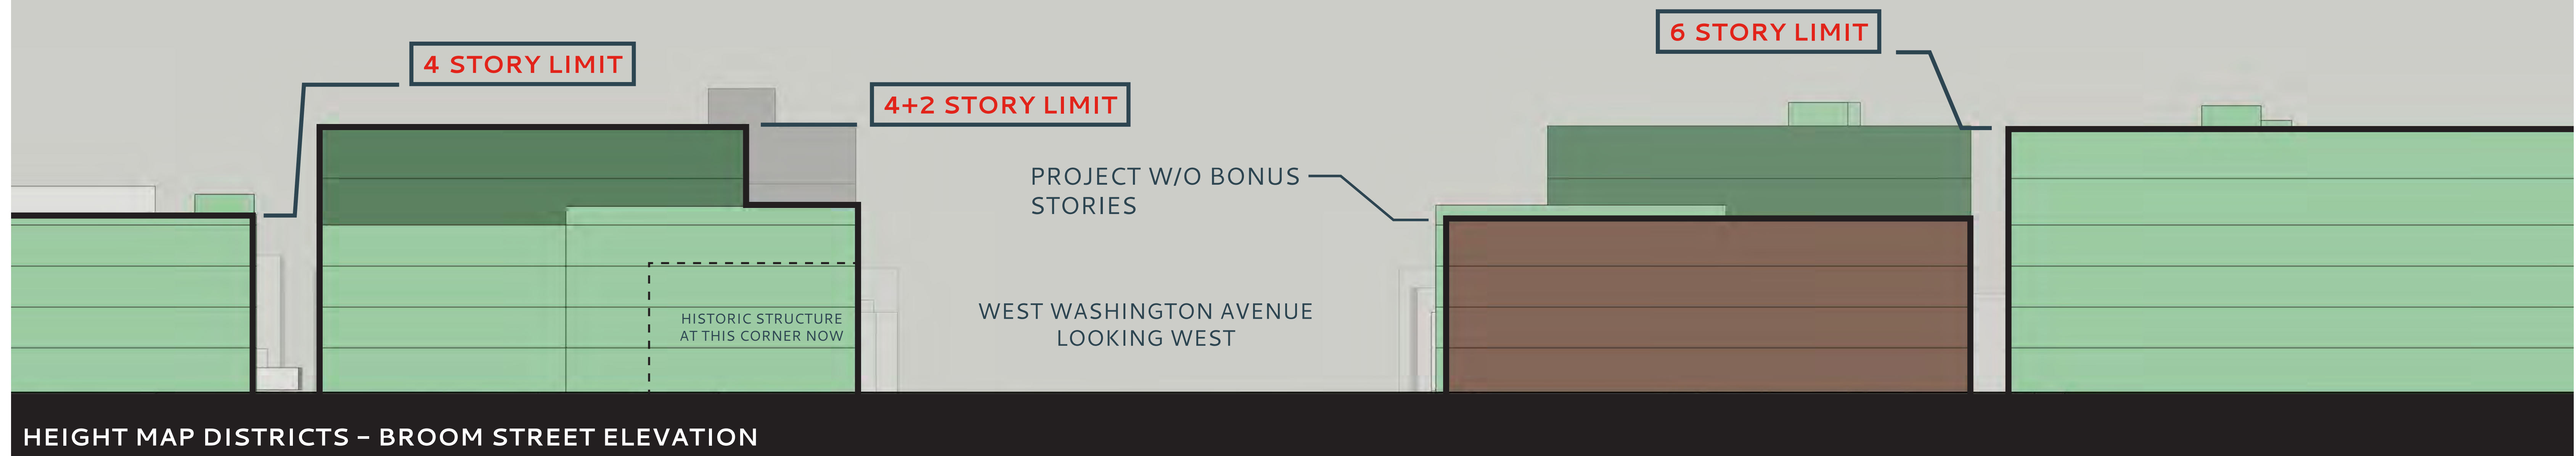 4 STORY LIMIT
4+2 STORY LIMIT
6 STORY LIMIT
PROJECT W/O BONUS
STORIES
HISTORIC STRUCTURE
AT THIS CORNER NOW
WEST WASHINGTON AVENUE
LOOKING WEST
HEIGHT MAP DISTRICTS – BROOM STREET ELEVATION